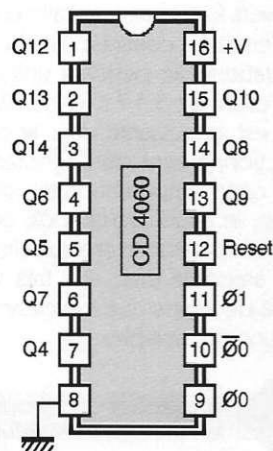 Q12 1 16 +V
Q13 2 15 Q10
Q14 3 14 Q8
Q6 4 13 Q9
Q5 5 12 Reset
Q7 6 11 Ø1
Q4 7 10 Ø̅0
8 9 Ø0
CD 4060